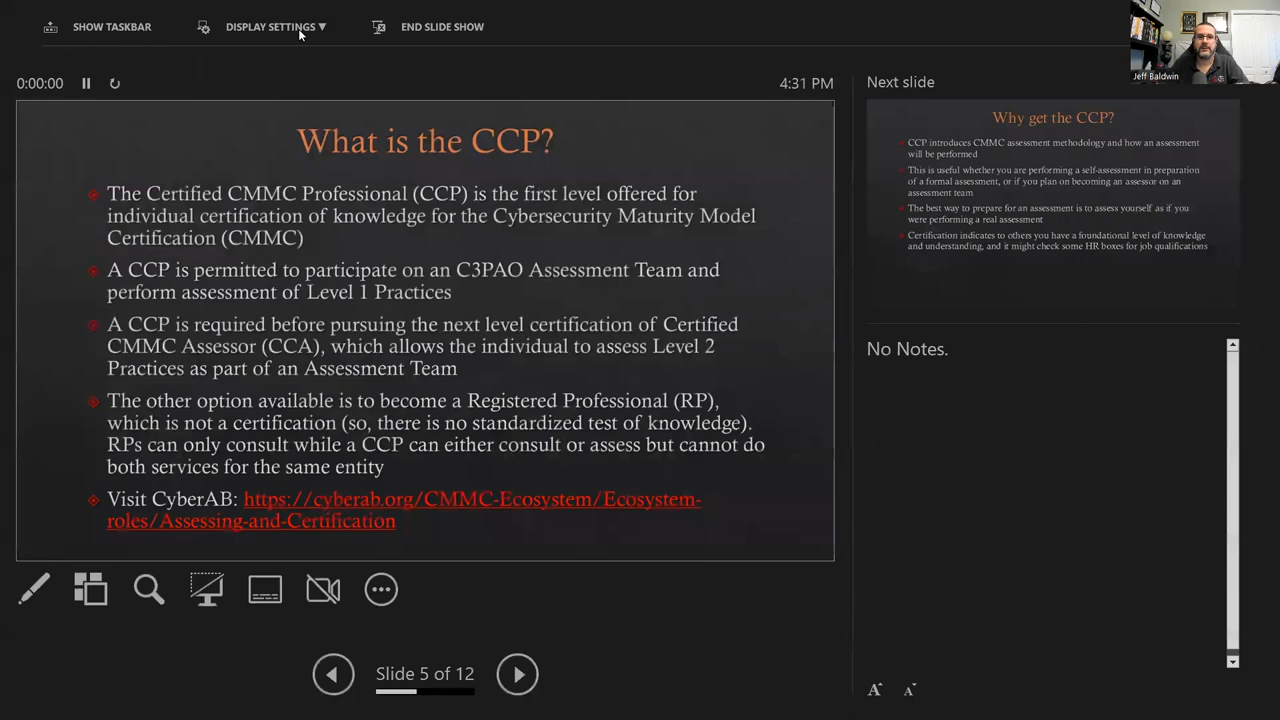 SHOW TASKBAR
DISPLAY SETTINGS ▼
END SLIDE SHOW
Jeff Baldwin
0:00:00
4:31 PM
What is the CCP?
The Certified CMMC Professional (CCP) is the first level offered for
individual certification of knowledge for the Cybersecurity Maturity Model
Certification (CMMC)
A CCP is permitted to participate on an C3PAO Assessment Team and
perform assessment of Level 1 Practices
A CCP is required before pursuing the next level certification of Certified
CMMC Assessor (CCA), which allows the individual to assess Level 2
Practices as part of an Assessment Team
The other option available is to become a Registered Professional (RP),
which is not a certification (so, there is no standardized test of knowledge).
RPs can only consult while a CCP can either consult or assess but cannot do
both services for the same entity
Visit CyberAB: https://cyberab.org/CMMC-Ecosystem/Ecosystem-
roles/Assessing-and-Certification
Slide 5 of 12
Next slide
Why get the CCP?
CCP introduces CMMC assessment methodology and how an assessment
will be performed
This is useful whether you are performing a self-assessment in preparation
of a formal assessment, or if you plan on becoming an assessor on an
assessment team
The best way to prepare for an assessment is to assess yourself as if you
were performing a real assessment
Certification indicates to others you have a foundational level of knowledge
and understanding, and it might check some HR boxes for job qualifications
No Notes.
A A